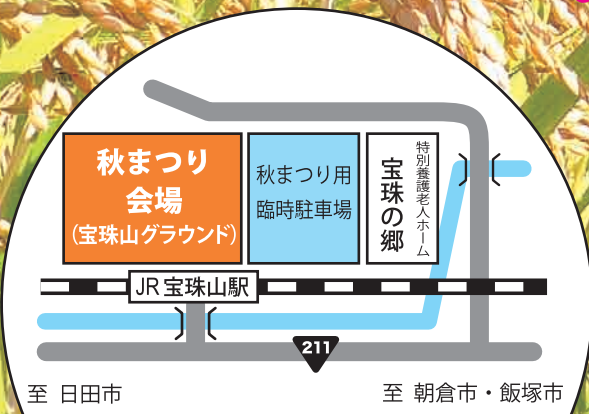 秋まつり
会場
(宝珠山グラウンド)
秋まつり用
臨時駐車場
特別養護老人ホーム
宝珠の郷
JR宝珠山駅
211
至 日田市
至 朝倉市・飯塚市